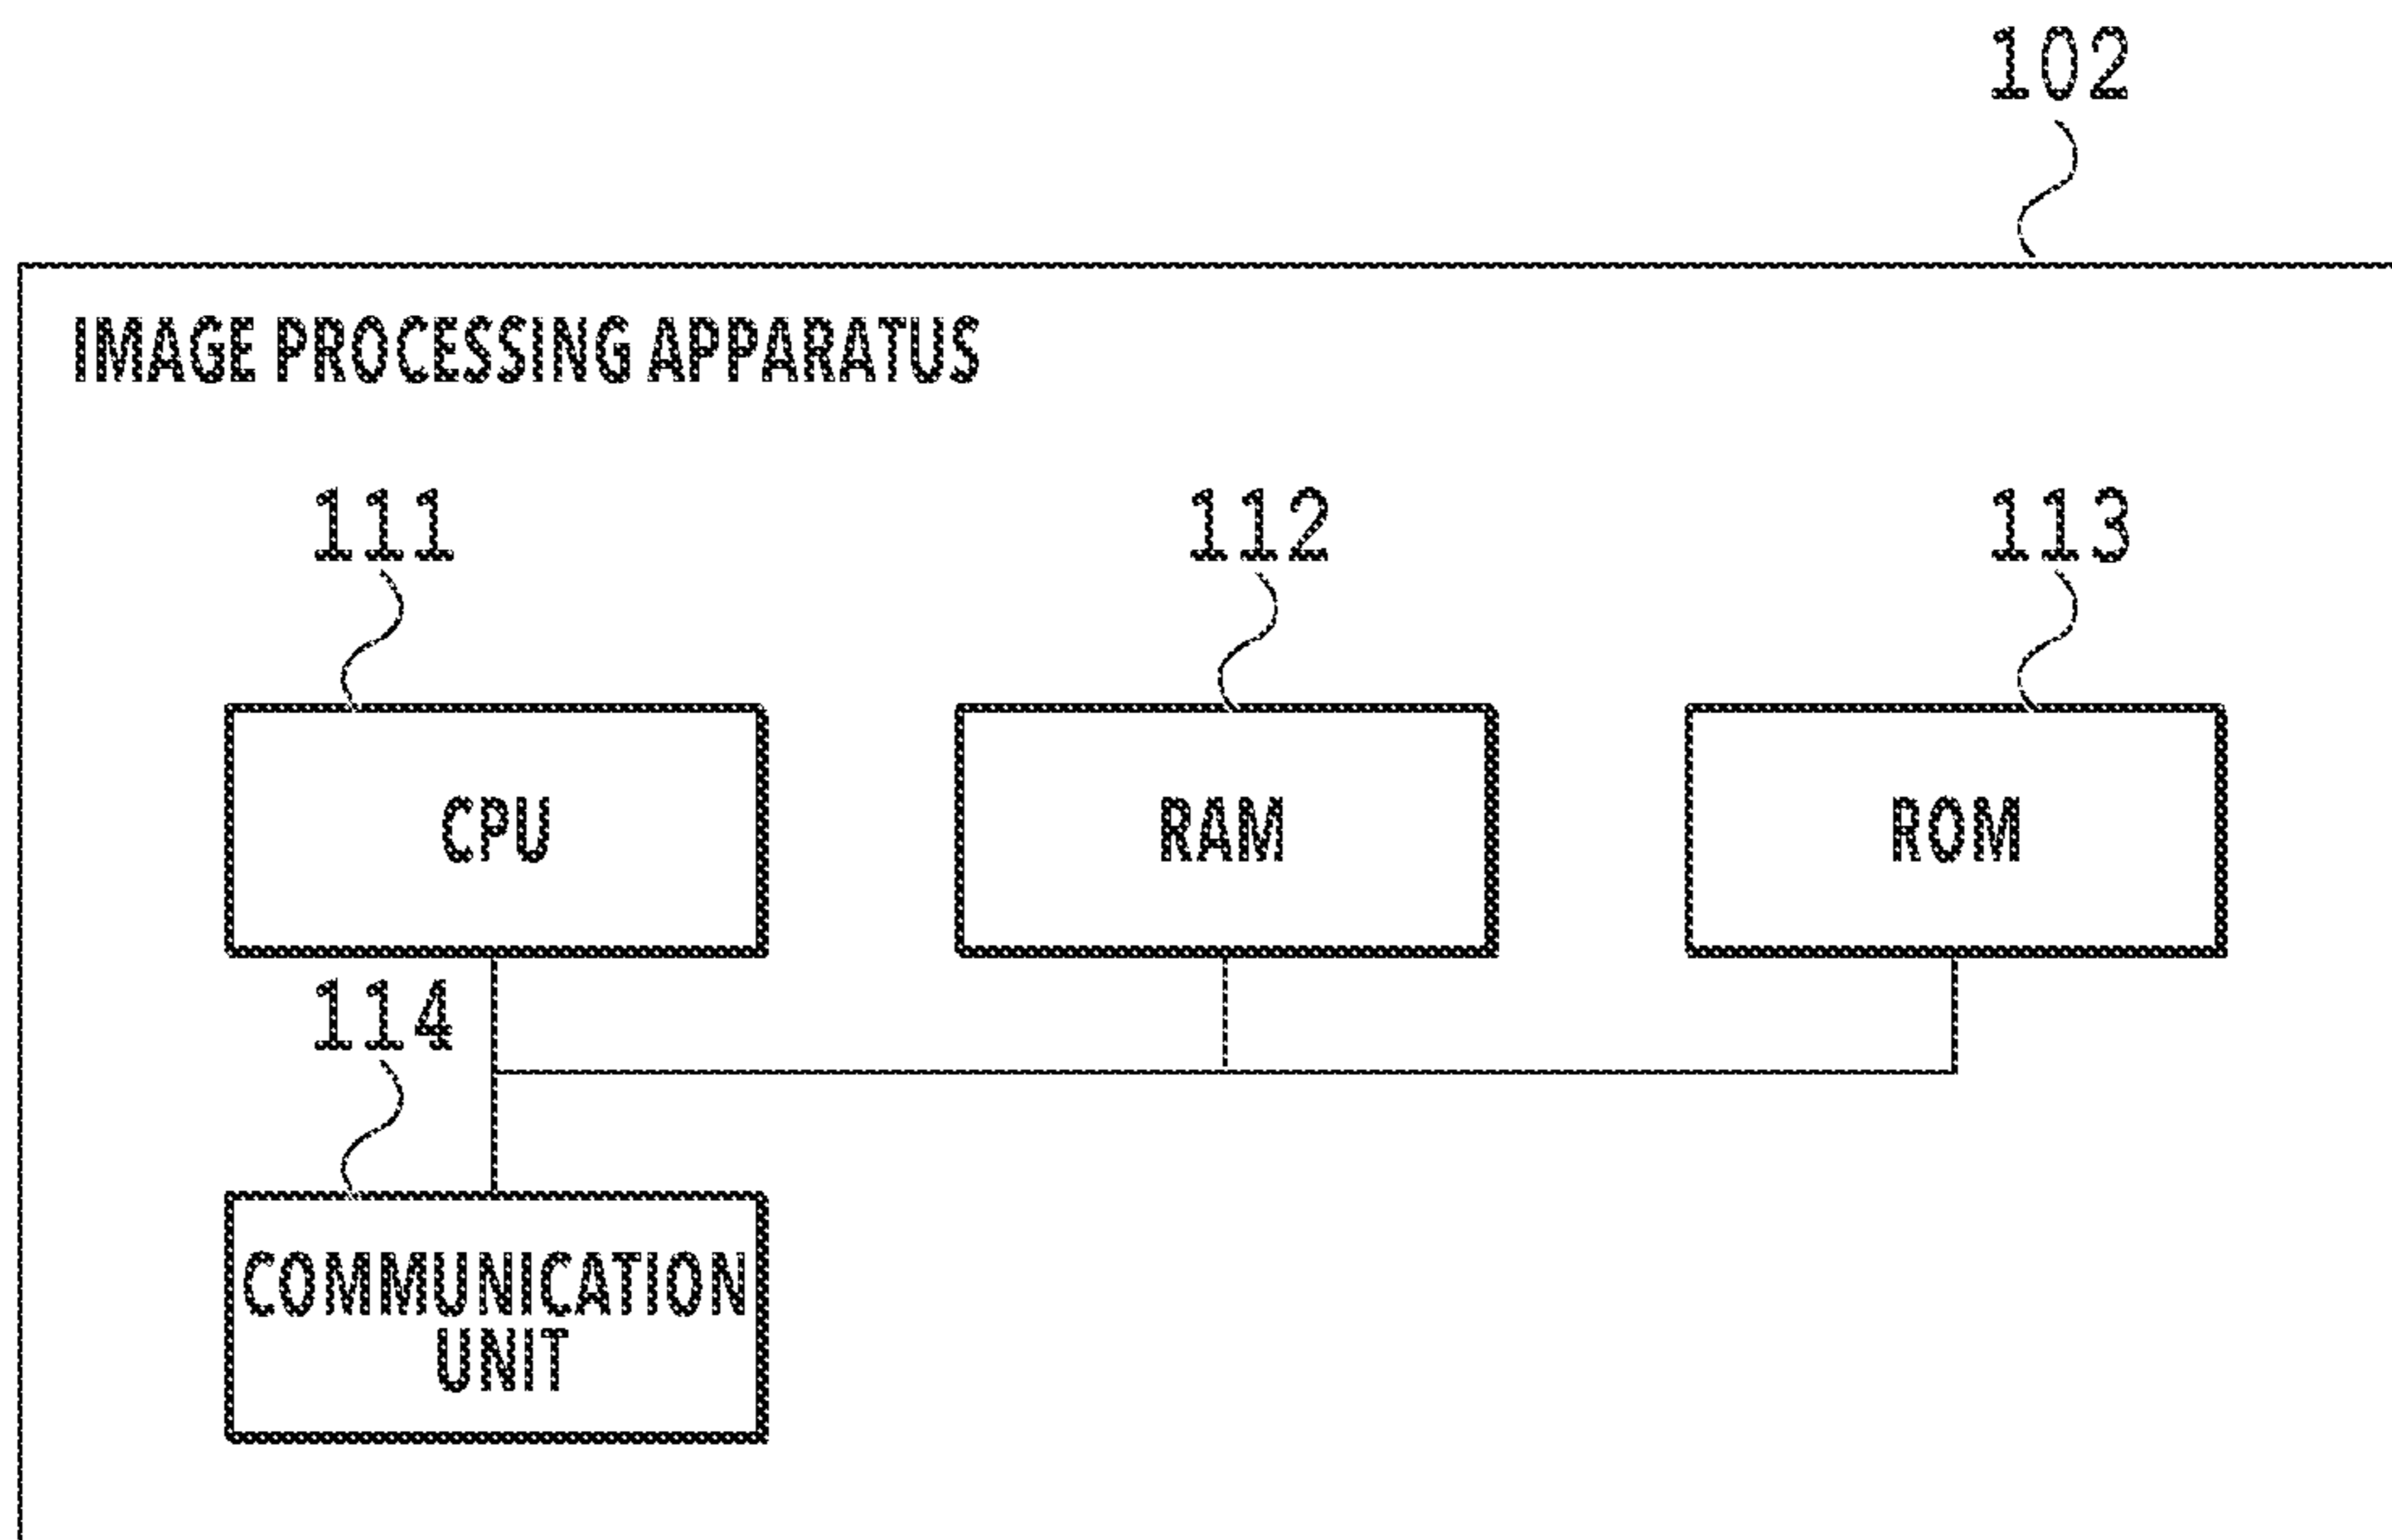 102
IMAGE PROCESSING APPARATUS
111
112
113
CPU
RAM
ROM
114
COMMUNICATION
UNIT